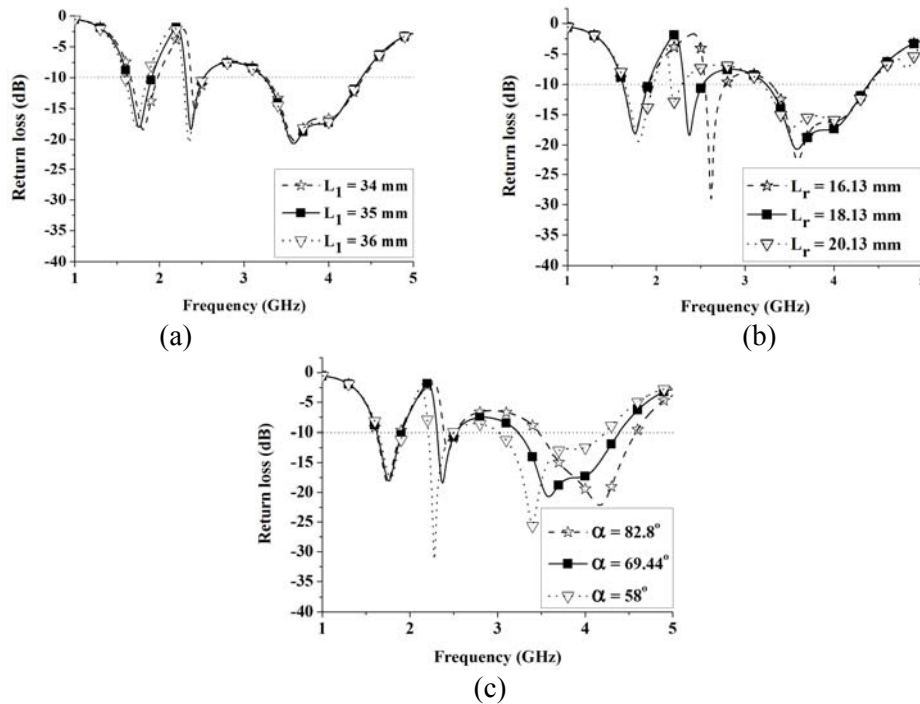 0
-5
-10
-15
-20
-25
-30
-35
-40
Return loss (dB)
L1 = 34 mm
L1 = 35 mm
L1 = 36 mm
1 2 3 4 5
Frequency (GHz)
(a)
0
-5
-10
-15
-20
-25
-30
-35
-40
Return loss (dB)
Lr = 16.13 mm
Lr = 18.13 mm
Lr = 20.13 mm
1 2 3 4 5
Frequency (GHz)
(b)
0
-5
-10
-15
-20
-25
-30
-35
-40
Return loss (dB)
α = 82.8°
α = 69.44°
α = 58°
1 2 3 4 5
Frequency (GHz)
(c)